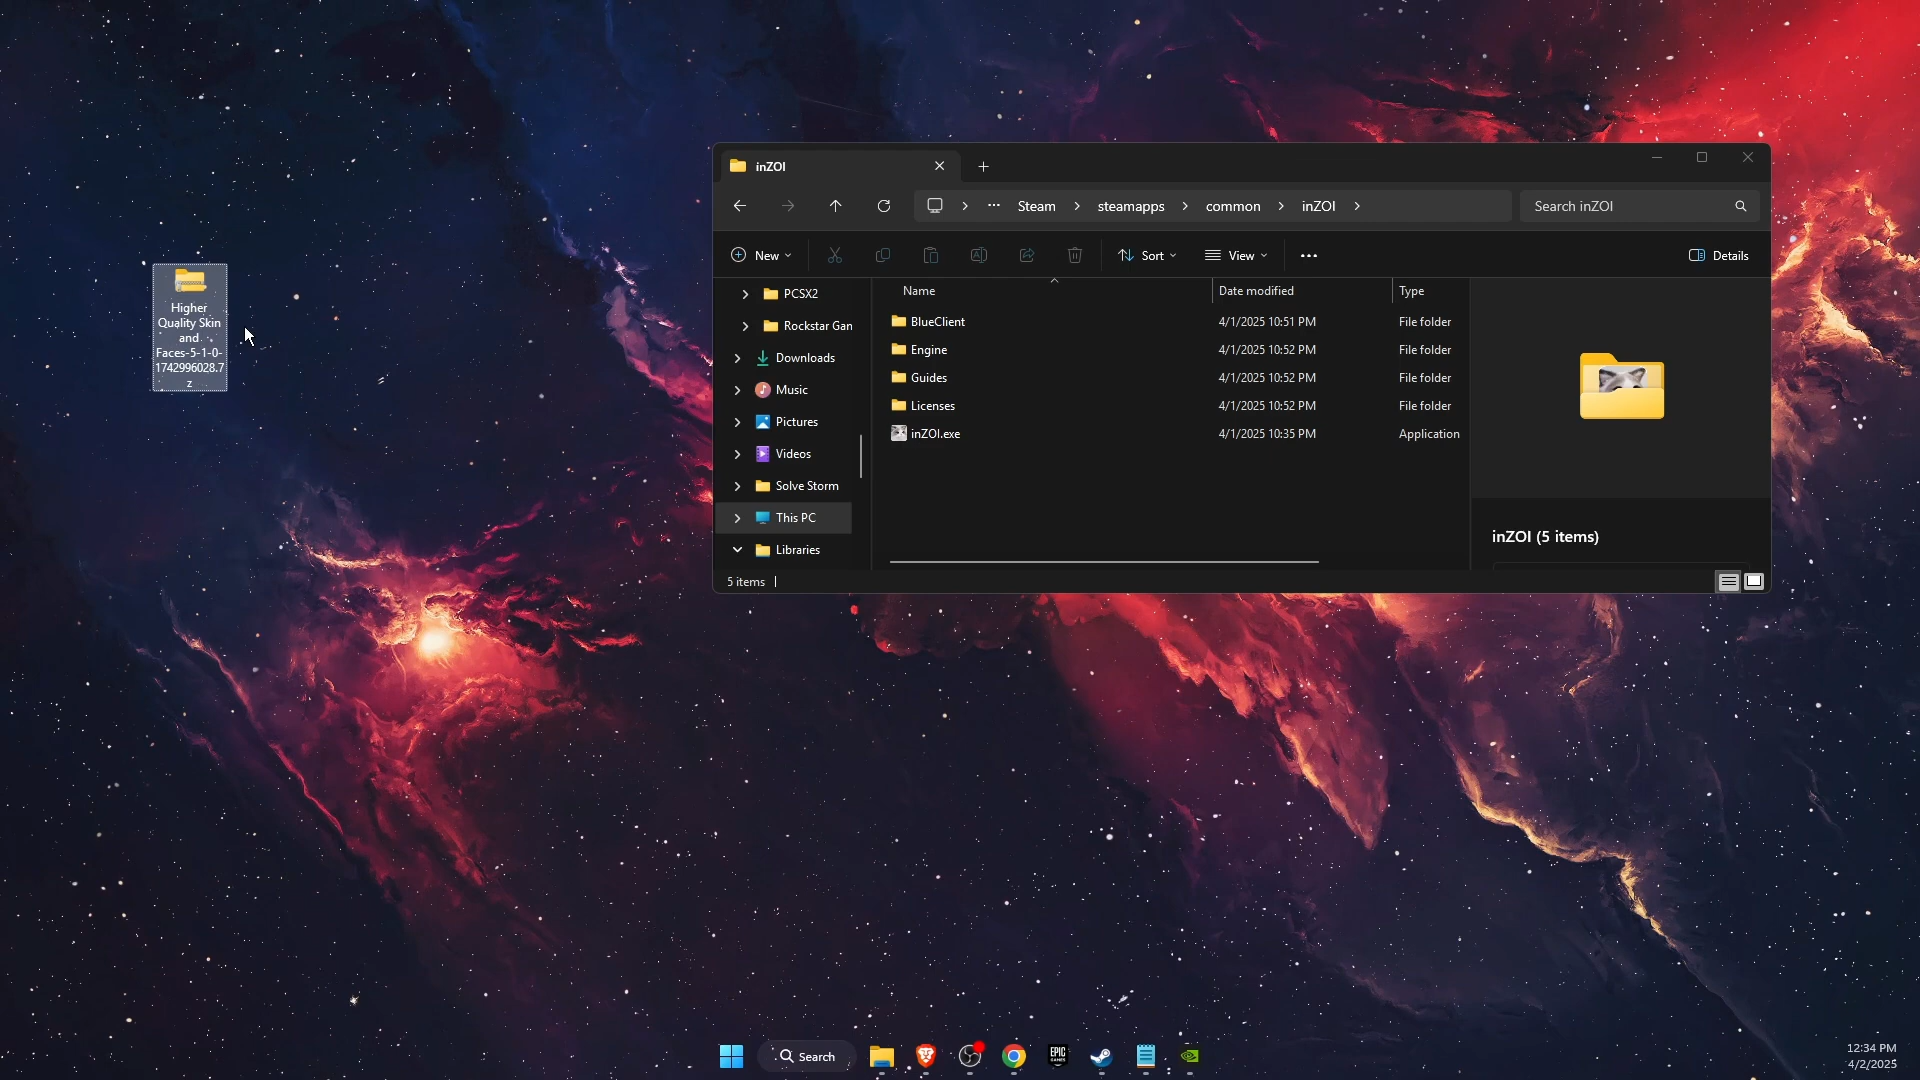 Higher
Quality Skin
and
Faces-5-1-0-
1742996028.7
z
inZOI
Steam
steamapps
common
inZOI
Search inZOI
New
Sort
View
Details
Name
Date modified
Type
PCSX2
Rockstar Gan
Downloads
Music
Pictures
Videos
Solve Storm
This PC
Libraries
BlueClient 4/1/2025 10:51 PM File folder
Engine 4/1/2025 10:52 PM File folder
Guides 4/1/2025 10:52 PM File folder
Licenses 4/1/2025 10:52 PM File folder
inZOI.exe 4/1/2025 10:35 PM Application
inZOI (5 items)
5 items
Search
EPIC
GAMES
12:34 PM
4/2/2025